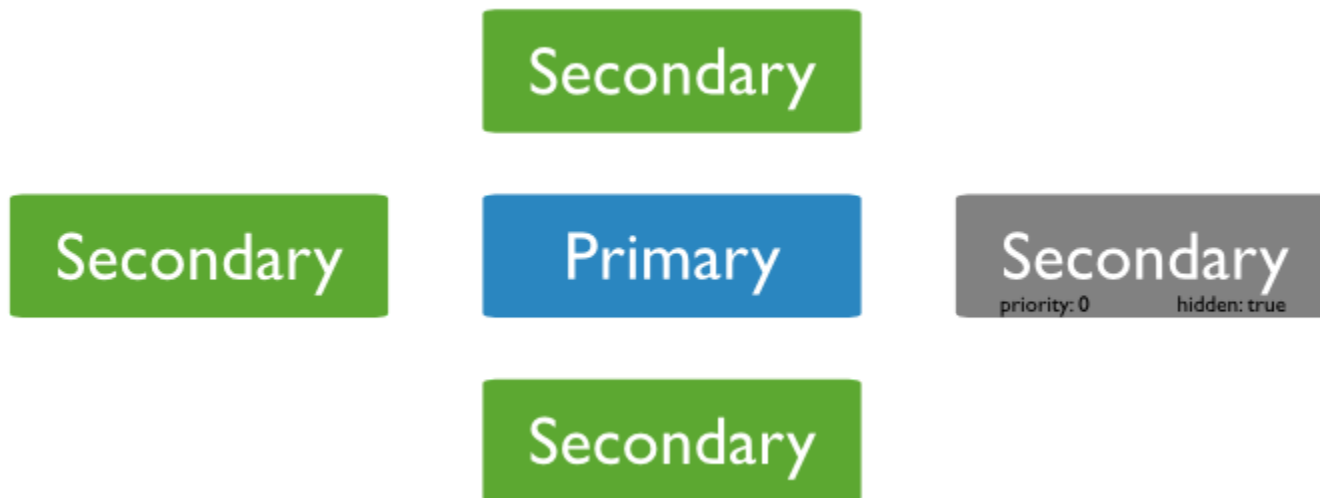 Secondary
Secondary
Primary
Secondary
priority: 0
hidden: true
Secondary